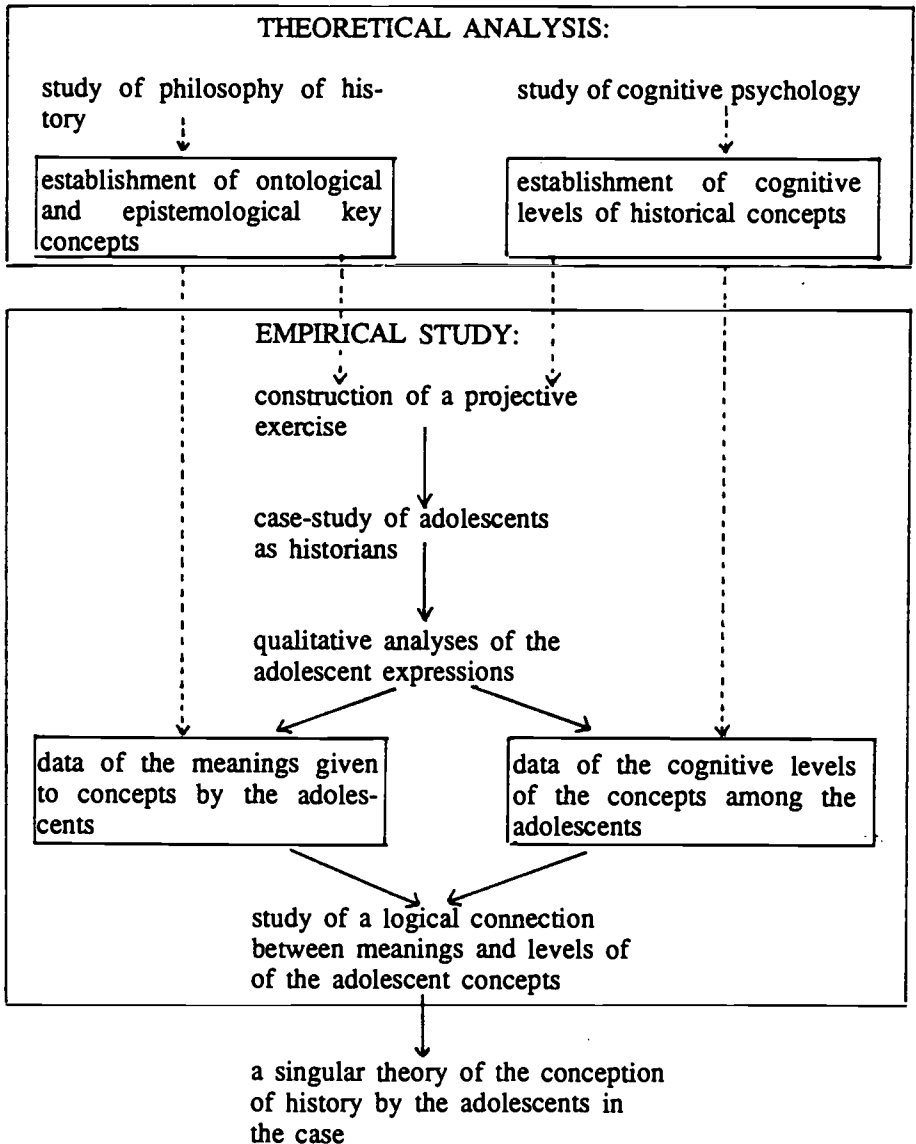 THEORETICAL ANALYSIS:
study of philosophy of his-
tory
study of cognitive psychology
establishment of ontological
and epistemological key
concepts
establishment of cognitive
levels of historical concepts
EMPIRICAL STUDY:
construction of a projective
exercise
case-study of adolescents
as historians
qualitative analyses of the
adolescent expressions
data of the meanings given
to concepts by the adoles-
cents
data of the cognitive levels
of the concepts among the
adolescents
study of a logical connection
between meanings and levels of
of the adolescent concepts
a singular theory of the conception
of history by the adolescents in
the case